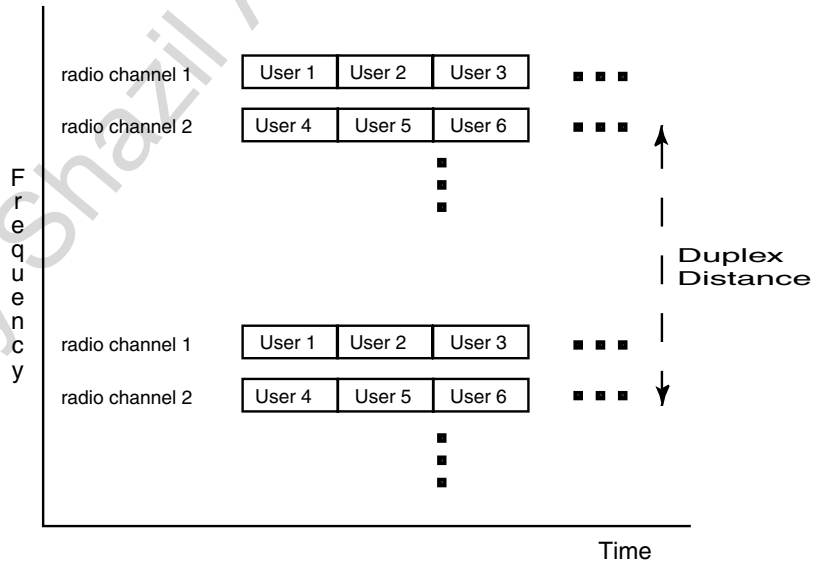 radio channel 1 User 1 User 2 User 3
radio channel 2 User 4 User 5 User 6
Frequency
Duplex
Distance
radio channel 1 User 1 User 2 User 3
radio channel 2 User 4 User 5 User 6
Time
Shazil A